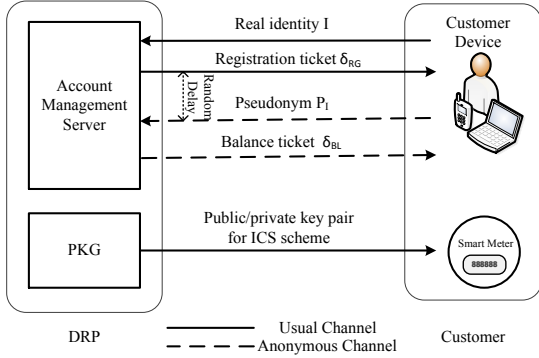 Real identity I
Customer
Device
Registration ticket δRG
Account
Management
Server
Random
Delay
Pseudonym PI
Balance ticket δBL
Public/private key pair
for ICS scheme
PKG
Smart Meter
888888
DRP
Usual Channel
Anonymous Channel
Customer